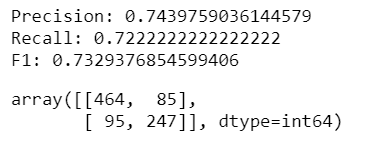 Precision: 0.7439759036144579
Recall: 0.7222222222222222
F1: 0.7329376854599406
array([[464,  85],
       [ 95, 247]], dtype=int64)